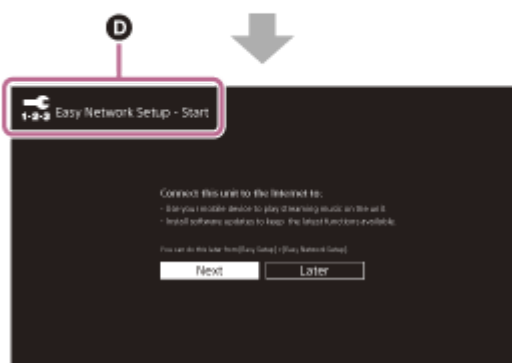 D
1-2-3 Easy Network Setup - Start
Connect this unit to the Internet to:
- Use your mobile device to play streaming music on the unit.
- Install software updates to keep the latest functions available.
You can do this later from [Easy Setup] - [Easy Network Setup].
Next Later